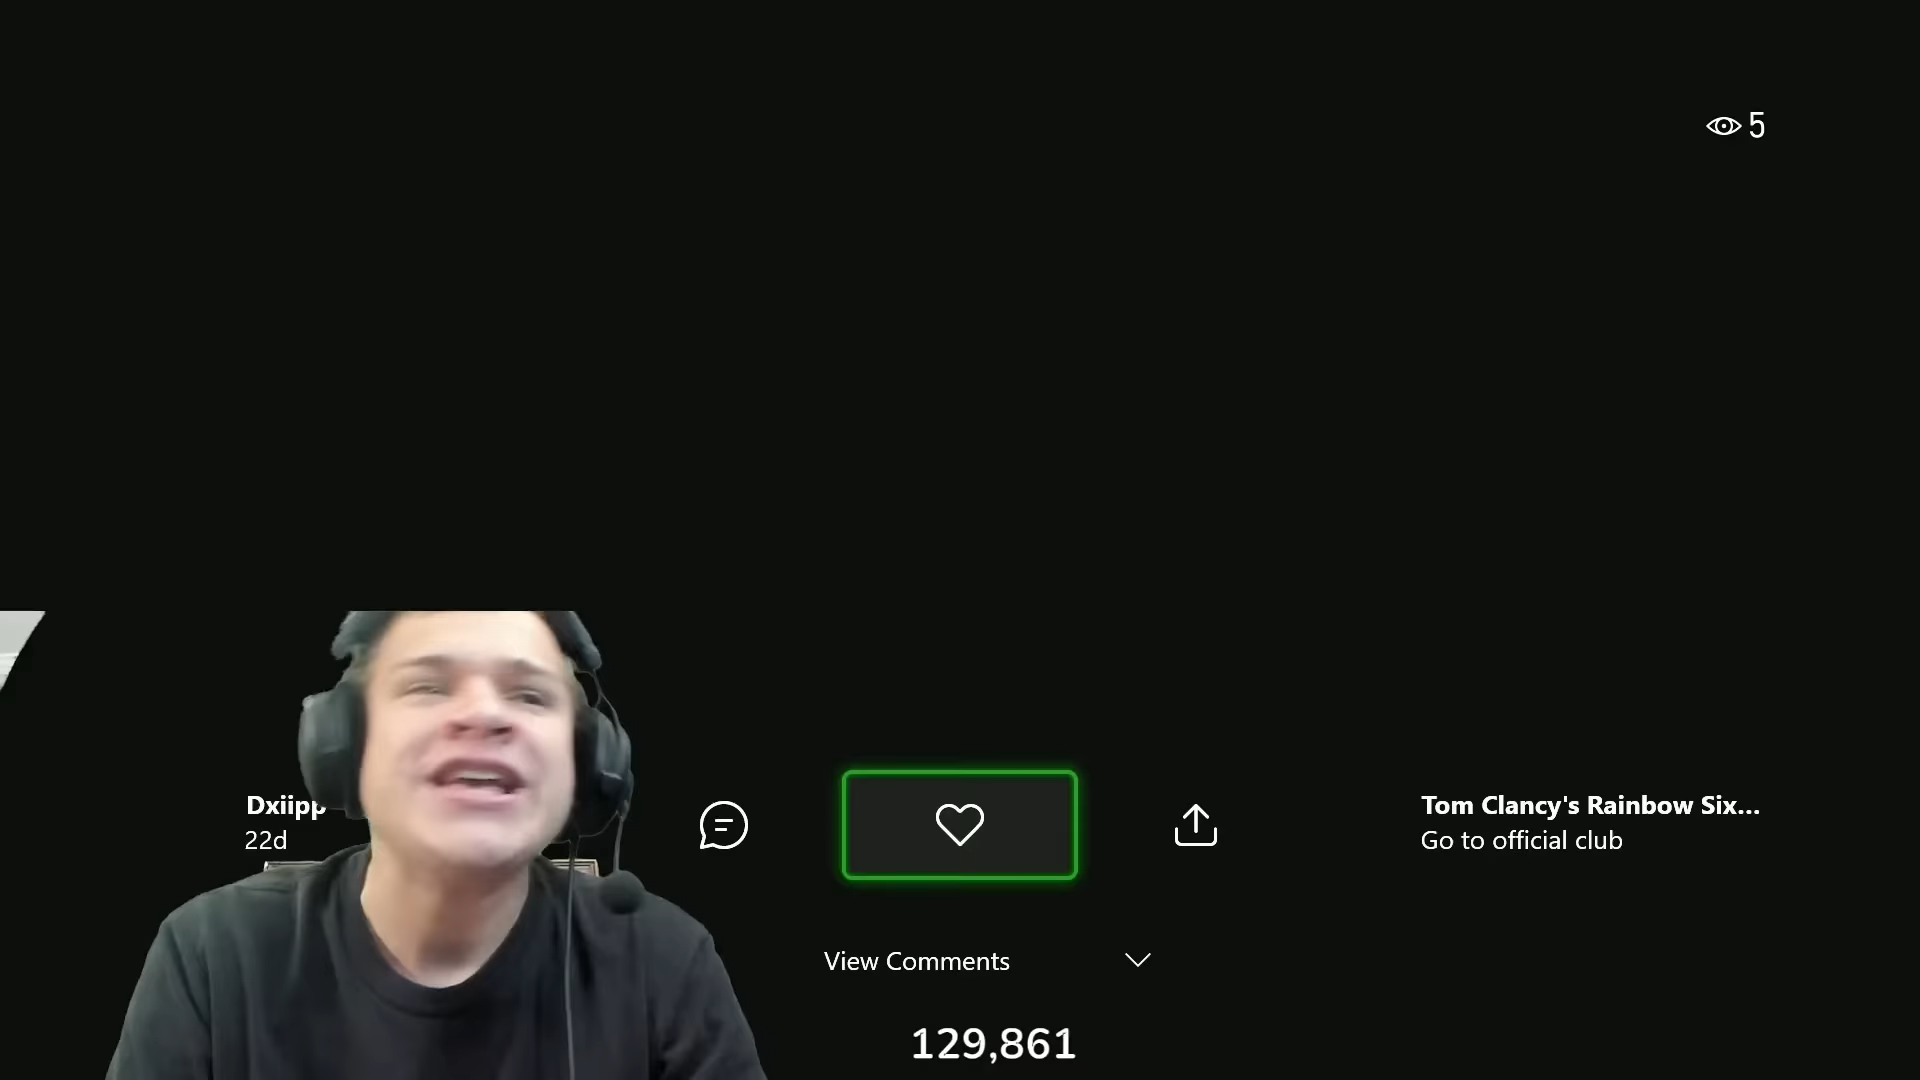 5
Dxiipp
22d
Tom Clancy's Rainbow Six...
Go to official club
View Comments
129,861